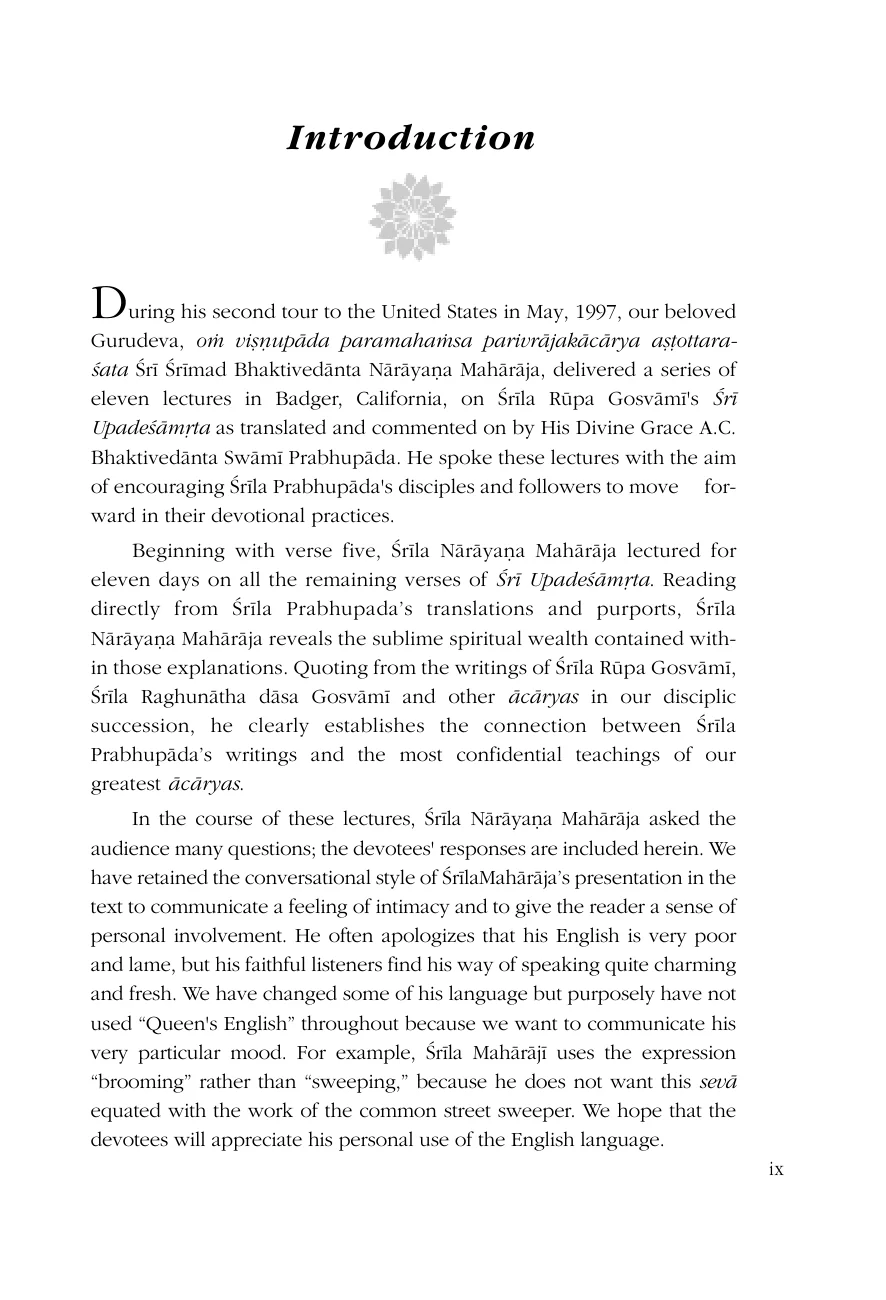 Introduction
During his second tour to the United States in May, 1997, our beloved
Gurudeva, oṁ viṣṇupāda paramahaṁsa parivrājakācārya aṣṭottara-
śata Śrī Śrīmad Bhaktivedānta Nārāyaṇa Mahārāja, delivered a series of
eleven lectures in Badger, California, on Śrīla Rūpa Gosvāmī's Śrī
Upadeśāmṛta as translated and commented on by His Divine Grace A.C.
Bhaktivedānta Swāmī Prabhupāda. He spoke these lectures with the aim
of encouraging Śrīla Prabhupāda's disciples and followers to move for-
ward in their devotional practices.
Beginning with verse five, Śrīla Nārāyaṇa Mahārāja lectured for
eleven days on all the remaining verses of Śrī Upadeśāmṛta. Reading
directly from Śrīla Prabhupada’s translations and purports, Śrīla
Nārāyaṇa Mahārāja reveals the sublime spiritual wealth contained with-
in those explanations. Quoting from the writings of Śrīla Rūpa Gosvāmī,
Śrīla Raghunātha dāsa Gosvāmī and other ācāryas in our disciplic
succession, he clearly establishes the connection between Śrīla
Prabhupāda’s writings and the most confidential teachings of our
greatest ācāryas.
In the course of these lectures, Śrīla Nārāyaṇa Mahārāja asked the
audience many questions; the devotees' responses are included herein. We
have retained the conversational style of ŚrīlaMahārāja’s presentation in the
text to communicate a feeling of intimacy and to give the reader a sense of
personal involvement. He often apologizes that his English is very poor
and lame, but his faithful listeners find his way of speaking quite charming
and fresh. We have changed some of his language but purposely have not
used “Queen's English” throughout because we want to communicate his
very particular mood. For example, Śrīla Mahārājī uses the expression
“brooming” rather than “sweeping,” because he does not want this sevā
equated with the work of the common street sweeper. We hope that the
devotees will appreciate his personal use of the English language.
ix